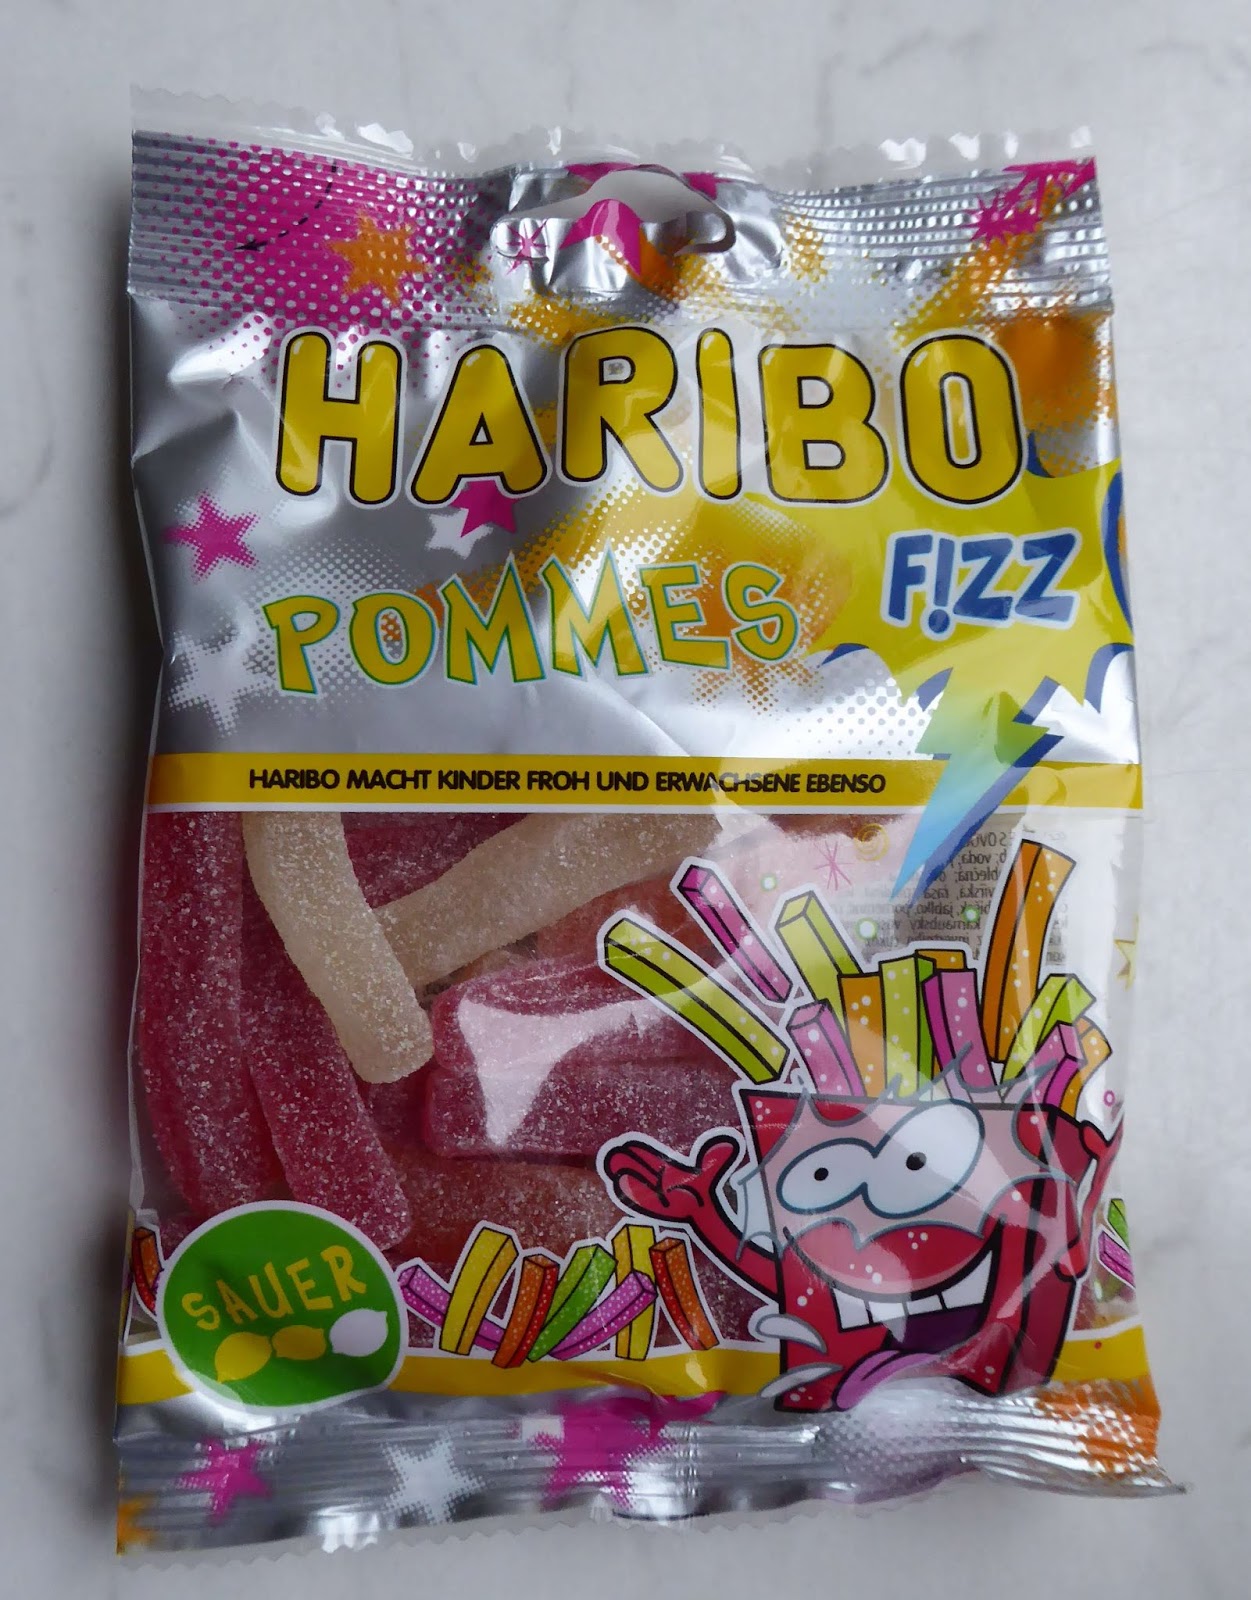 HARIBO
POMMES
F!ZZ
HARIBO MACHT KINDER FROH UND ERWACHSENE EBENSO
SAUER